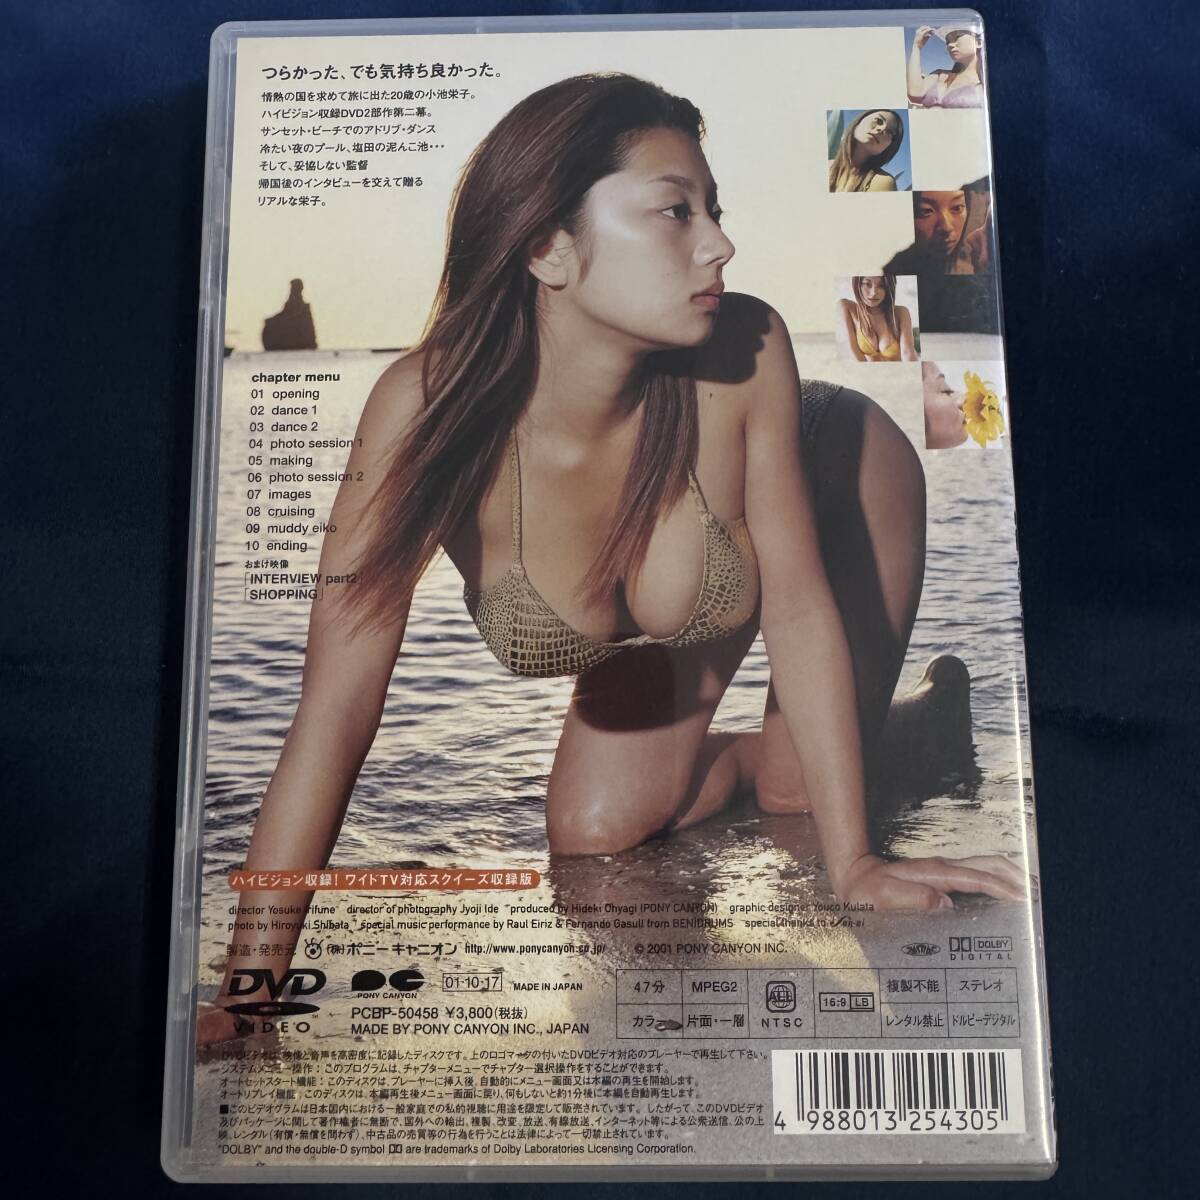 つらかった、でも気持ち良かった。
情熱の国を求めて旅に出た20歳の小池栄子。
ハイビジョン収録DVD2部作第二幕。
サンセット・ビーチでのアドリブ・ダンス
冷たい夜のプール、塩田の泥んこ池･･･
そして、妥協しない監督
帰国後のインタビューを交えて贈る
リアルな栄子。
chapter menu
01 opening
02 dance 1
03 dance 2
04 photo session 1
05 making
06 photo session 2
07 images
08 cruising
09 muddy eiko
10 ending
おまけ映像
「INTERVIEW part2」
「SHOPPING」
ハイビジョン収録！ワイドTV対応スクイーズ収録版
director Yosuke Irifune director of photography Jyoji Ide produced by Hideki Ohyagi (PONY CANYON) graphic designer Youco Kulata
photo by Hiroyuki Shibata special music performance by Raul Eiriz & Fernando Gasull from BENIDRUMS special thanks to
製造・発売元 (株)ポニーキャニオン http://www.ponycanyon.co.jp/ © 2001 PONY CANYON INC.
DOLBY
DIGITAL
DVD
VIDEO
PONY CANYON
01-10-17
MADE IN JAPAN
PCBP-50458 ¥3,800(税抜)
MADE BY PONY CANYON INC., JAPAN
47分 MPEG2 ALL 16:9 LB 複製不能 ステレオ
カラー 片面・一層 NTSC レンタル禁止 ドルビーデジタル
DVDビデオは、映像と音声を高密度に記録したディスクです。上のロゴマークの付いたDVDビデオ対応のプレーヤーで再生して下さい。
システムメニュー操作：このプログラムは、チャプターメニューでチャプター選択操作をすることができます。
オートセットスタート機能：このディスクは、プレーヤーに挿入後、自動的にメニュー画面又は本編の再生を開始します。
オートリプレイ機能：このディスクは、本編再生後メニュー画面に戻り、何もしないと約1分後に本編を自動再生します。
■このビデオグラムは日本国内における一般家庭での私的視聴に用途を限定して販売されています。したがって、このDVDビデオ
及びパッケージに関して著作権者に無断で、国外への輸出、複製、改変、放送、有線放送、インターネット等による公衆送信、公の上
映、レンタル(有償・無償を問わず)、中古品の売買等の行為を行うことは法律によって一切禁止されています。
"DOLBY" and the double-D symbol are trademarks of Dolby Laboratories Licensing Corporation.
4 988013 254305